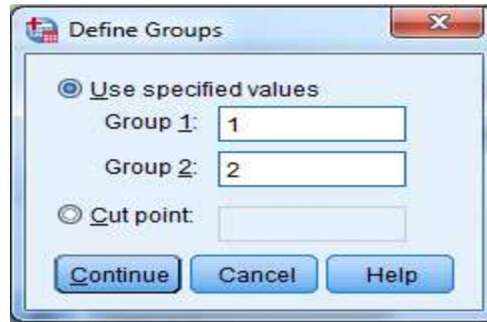 Define Groups
Use specified values
Group 1: 1
Group 2: 2
Cut point:
Continue Cancel Help